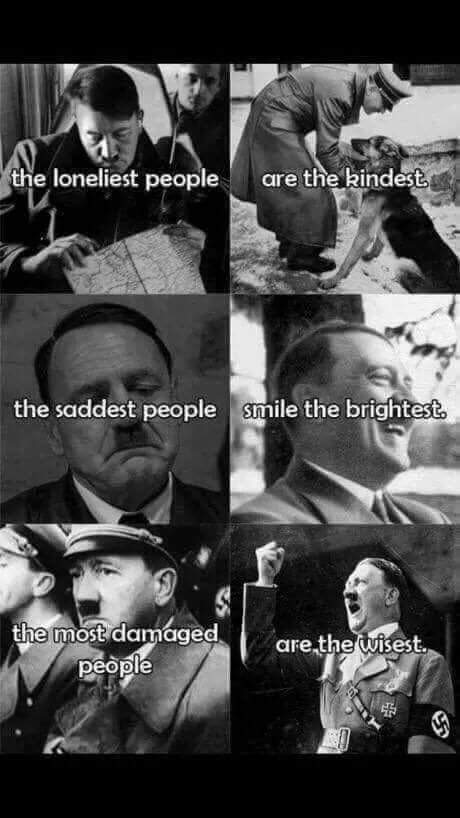 the loneliest people
are the kindest.
the saddest people
smile the brightest.
the most damaged
people
are the wisest.